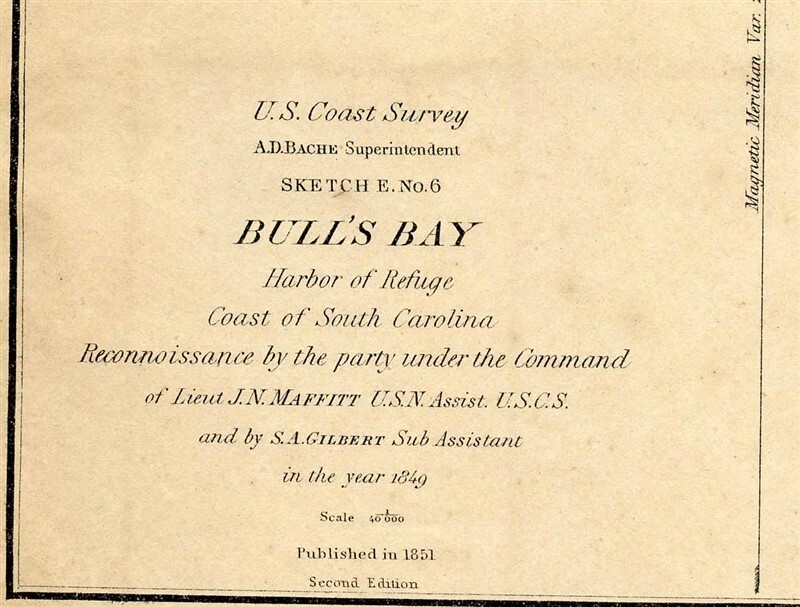 U.S. Coast Survey
A.D. BACHE Superintendent
SKETCH E. No. 6
BULL'S BAY
Harbor of Refuge
Coast of South Carolina
Reconnoissance by the party under the Command
of Lieut J.N. MAFFITT U.S.N. Assist. U.S.C.S.
and by S.A. GILBERT Sub Assistant
in the year 1849
Scale 1/40000
Published in 1851
Second Edition
Magnetic Meridian Var.